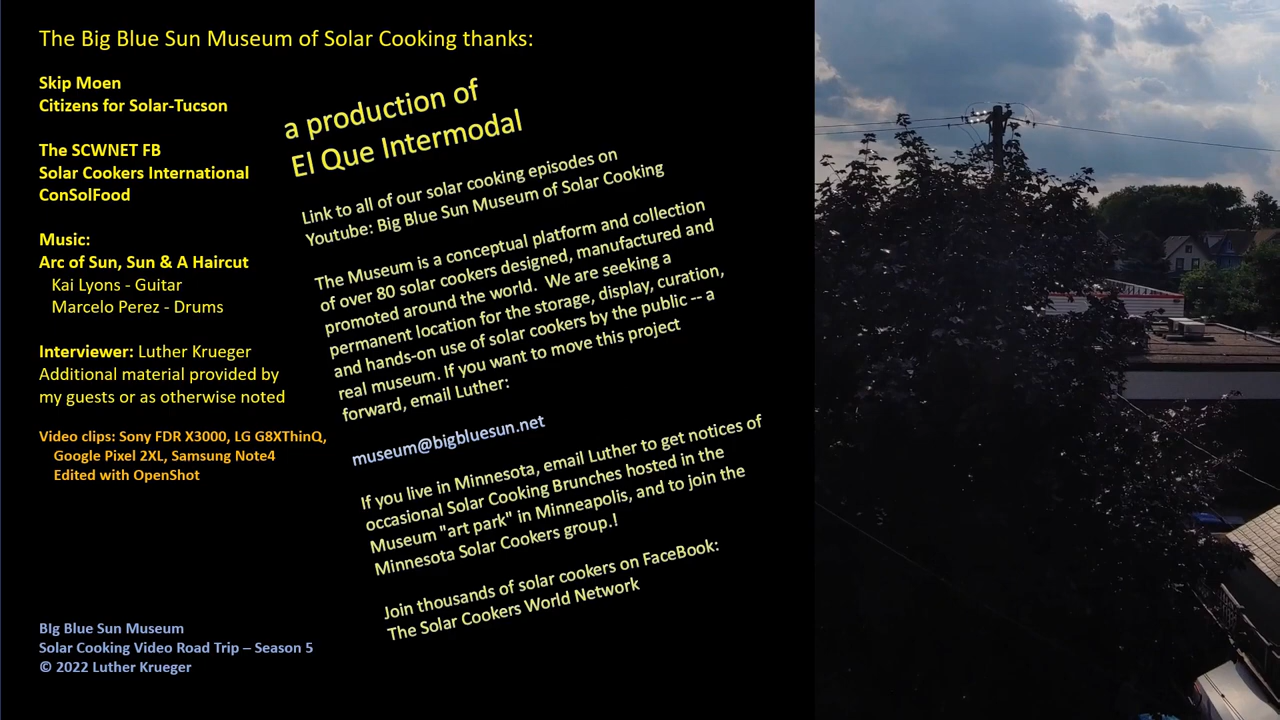 The Big Blue Sun Museum of Solar Cooking thanks:
Skip Moen
Citizens for Solar-Tucson
The SCWNET FB
Solar Cookers International
ConSolFood
Music:
Arc of Sun, Sun & A Haircut
Kai Lyons - Guitar
Marcelo Perez - Drums
Interviewer: Luther Krueger
Additional material provided by
my guests or as otherwise noted
Video clips: Sony FDR X3000, LG G8XThinQ,
Google Pixel 2XL, Samsung Note4
Edited with OpenShot
BIg Blue Sun Museum
Solar Cooking Video Road Trip – Season 5
© 2022 Luther Krueger
a production of
El Que Intermodal
Link to all of our solar cooking episodes on
Youtube: Big Blue Sun Museum of Solar Cooking
The Museum is a conceptual platform and collection
of over 80 solar cookers designed, manufactured and
promoted around the world.  We are seeking a
permanent location for the storage, display, curation,
and hands-on use of solar cookers by the public -- a
real museum. If you want to move this project
forward, email Luther:
museum@bigbluesun.net
If you live in Minnesota, email Luther to get notices of
occasional Solar Cooking Brunches hosted in the
Museum "art park" in Minneapolis, and to join the
Minnesota Solar Cookers group.!
Join thousands of solar cookers on FaceBook:
The Solar Cookers World Network